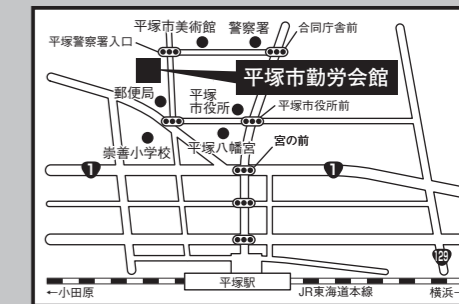 平塚市美術館
警察署
合同庁舎前
平塚警察署入口
平塚市勤労会館
郵便局
平塚
市役所
平塚市役所前
崇善小学校
平塚八幡宮
宮の前
1
1
129
平塚駅
←小田原
JR東海道本線
横浜→